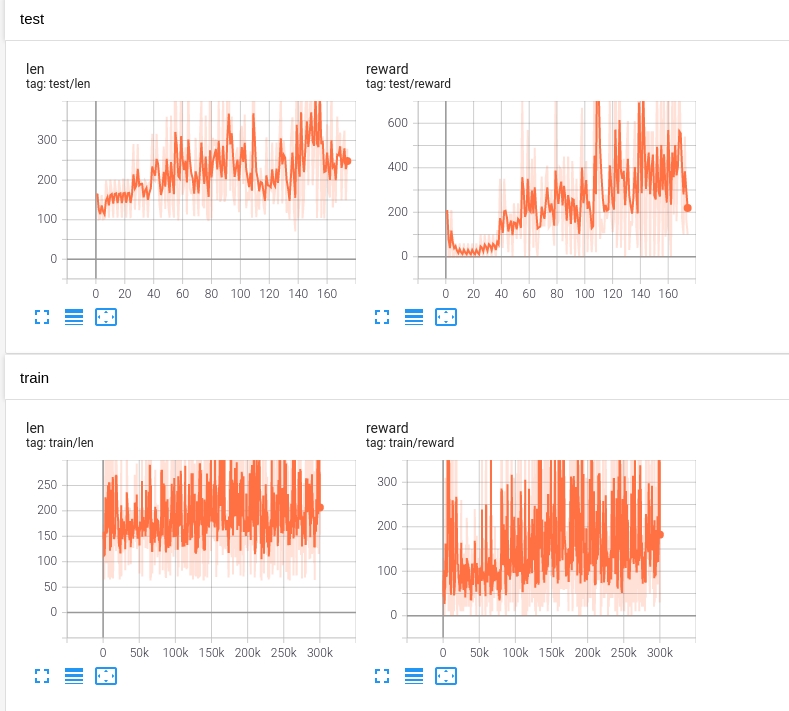 test
len
tag: test/len
300
200
100
0
0 20 40 60 80 100 120 140 160
reward
tag: test/reward
600
400
200
0
0 20 40 60 80 100 120 140 160
train
len
tag: train/len
250
200
150
100
50
0
0 50k 100k 150k 200k 250k 300k
reward
tag: train/reward
300
200
100
0
0 50k 100k 150k 200k 250k 300k